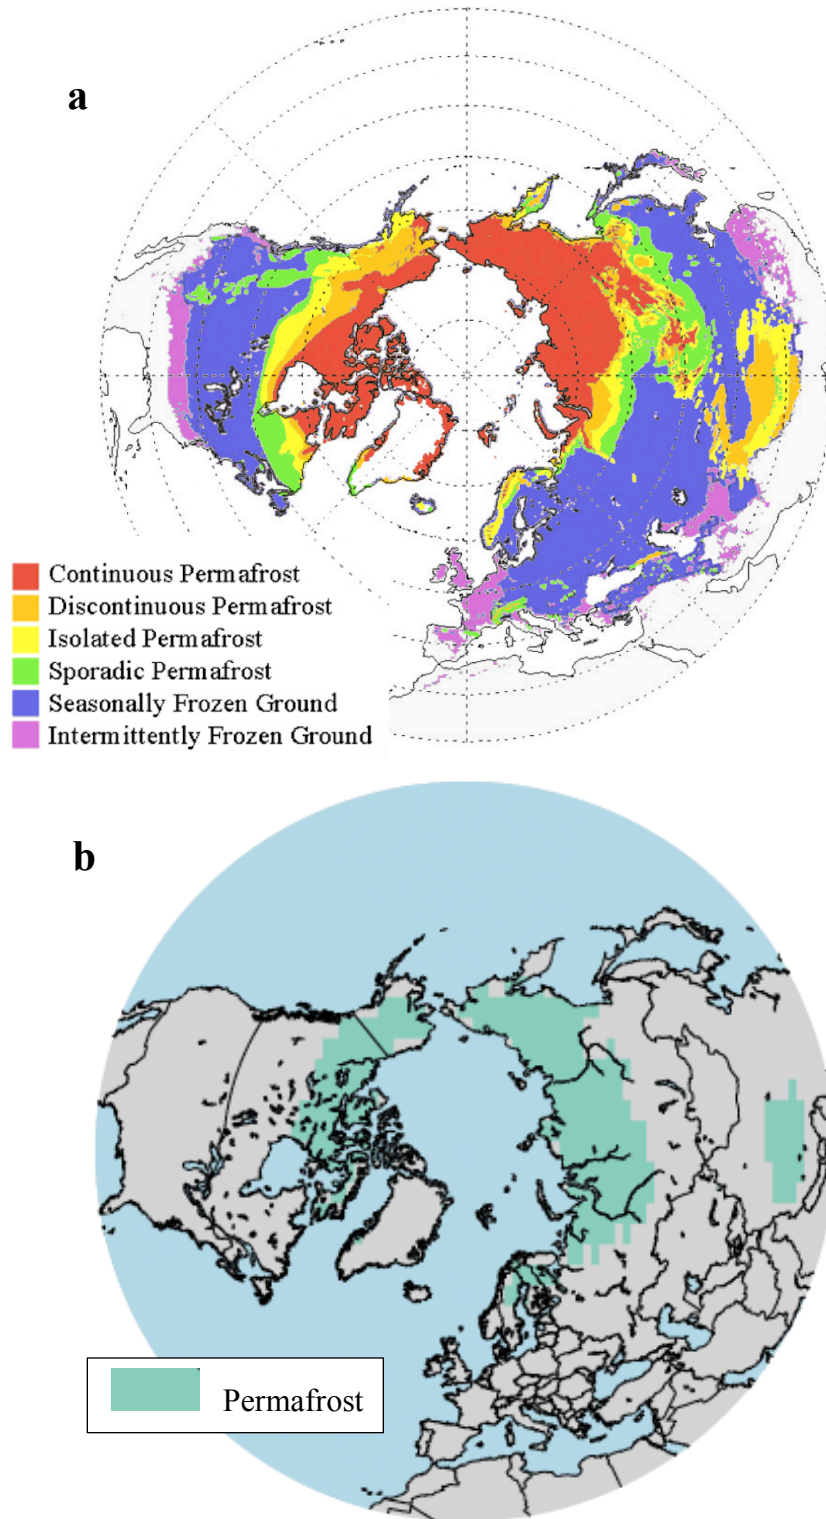 a
Continuous Permafrost
Discontinuous Permafrost
Isolated Permafrost
Sporadic Permafrost
Seasonally Frozen Ground
Intermittently Frozen Ground
b
Permafrost